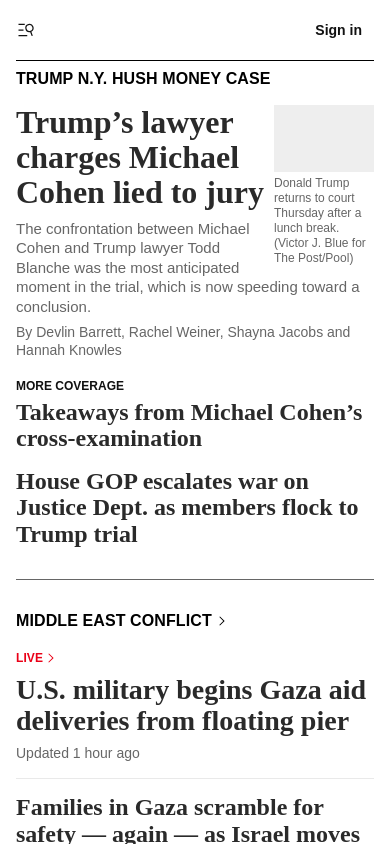 Sign in
TRUMP N.Y. HUSH MONEY CASE
Trump’s lawyer
charges Michael
Cohen lied to jury
Donald Trump
returns to court
Thursday after a
lunch break.
(Victor J. Blue for
The Post/Pool)
The confrontation between Michael
Cohen and Trump lawyer Todd
Blanche was the most anticipated
moment in the trial, which is now speeding toward a
conclusion.
By Devlin Barrett, Rachel Weiner, Shayna Jacobs and
Hannah Knowles
MORE COVERAGE
Takeaways from Michael Cohen’s
cross-examination
House GOP escalates war on
Justice Dept. as members flock to
Trump trial
MIDDLE EAST CONFLICT
LIVE
U.S. military begins Gaza aid
deliveries from floating pier
Updated 1 hour ago
Families in Gaza scramble for
safety — again — as Israel moves